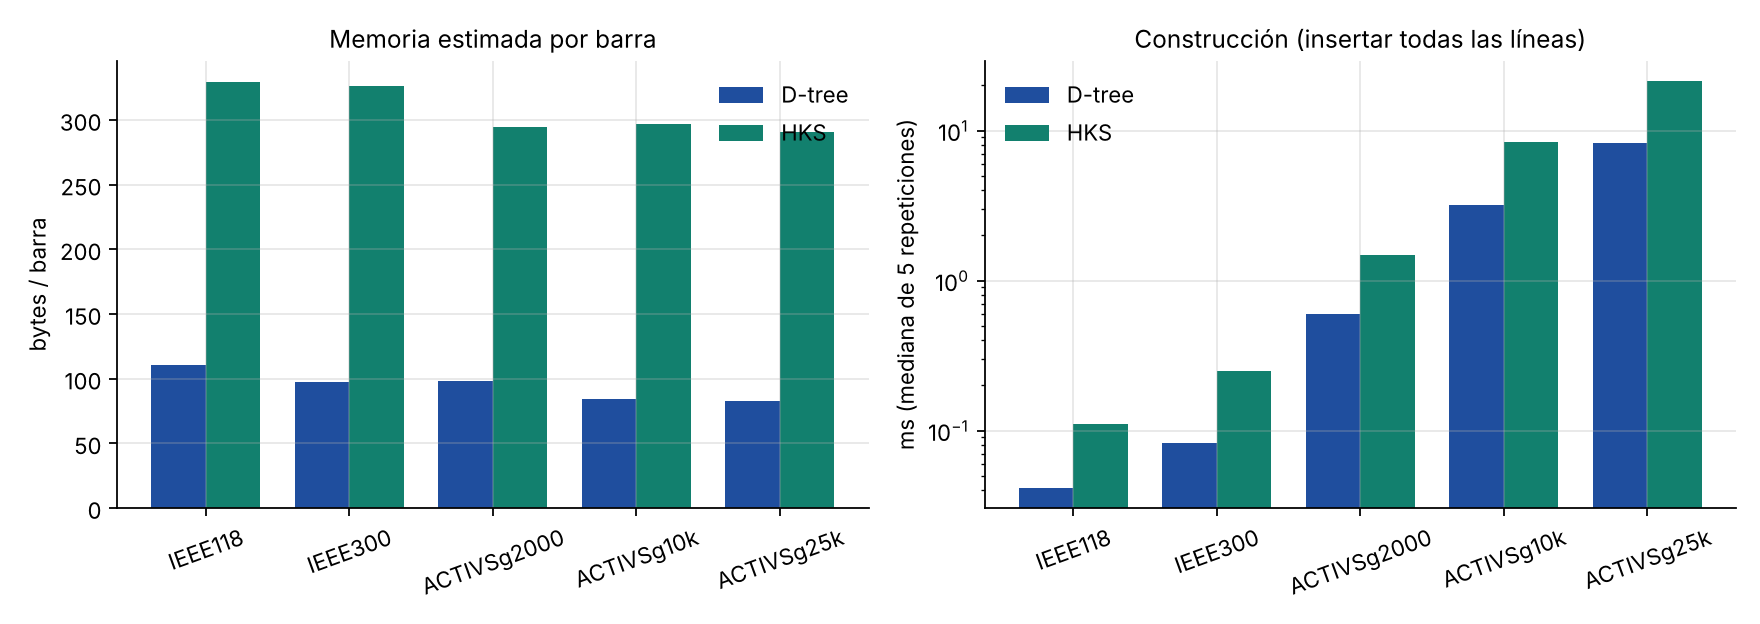 Memoria estimada por barra
bytes / barra
300
250
200
150
100
50
0
D-tree
HKS
IEEE118
IEEE300
ACTIVSg2000
ACTIVSg10k
ACTIVSg25k
Construcción (insertar todas las líneas)
ms (mediana de 5 repeticiones)
10¹
10⁰
10⁻¹
D-tree
HKS
IEEE118
IEEE300
ACTIVSg2000
ACTIVSg10k
ACTIVSg25k